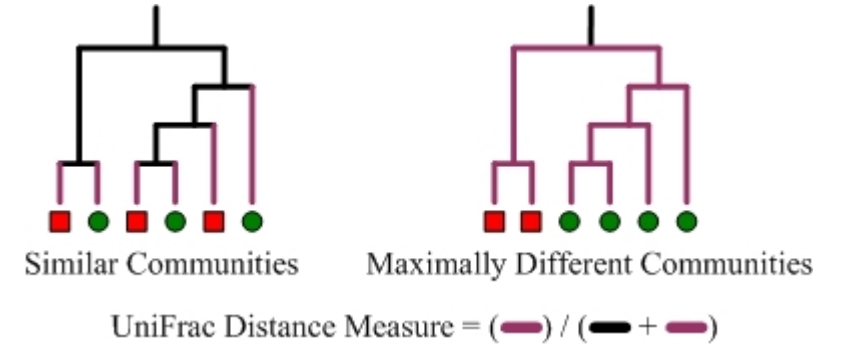 Similar Communities
Maximally Different Communities
UniFrac Distance Measure = ( ) / ( + )